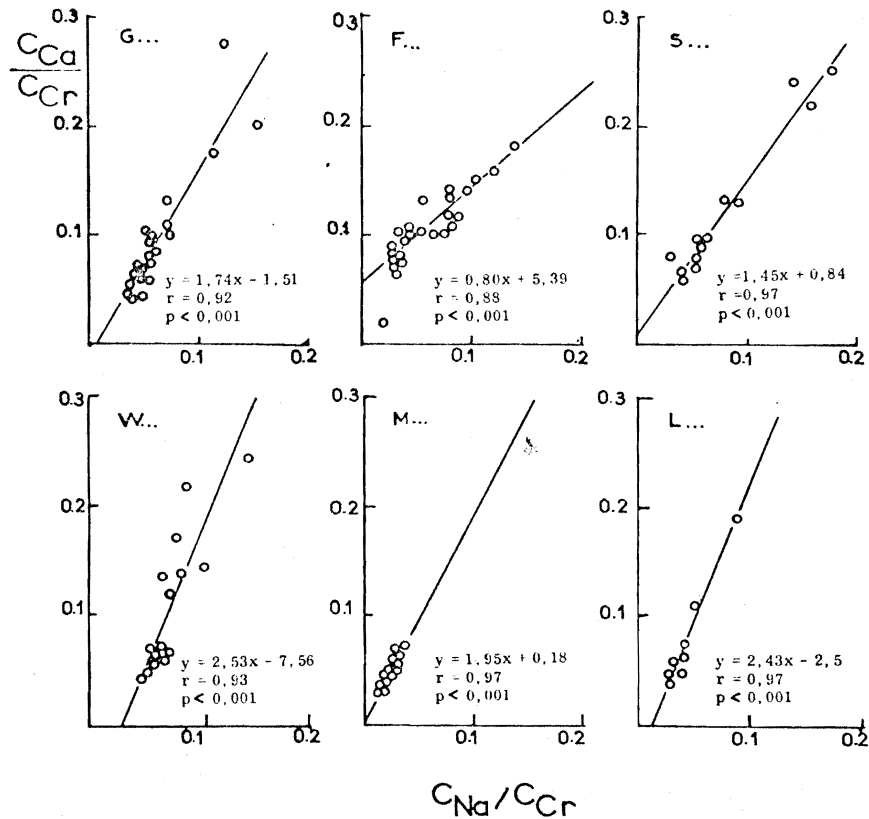 C Ca
C Cr
G...
0.3
0.2
0.1
y = 1,74x − 1,51
r = 0,92
p < 0,001
0.1
0.2
F...
0.3
0.2
0.1
y = 0,80x + 5,39
r = 0,88
p < 0,001
0.1
0.2
S...
0.3
0.2
0.1
y = 1,45x + 0,84
r = 0,97
p < 0,001
0.1
0.2
W...
0.3
0.2
0.1
y = 2,53x − 7,56
r = 0,93
p < 0,001
0.1
0.2
M...
0.3
0.2
0.1
y = 1,95x + 0,18
r = 0,97
p < 0,001
0.1
0.2
L...
0.3
0.2
0.1
y = 2,43x − 2,5
r = 0,97
p < 0,001
0.1
0.2
C Na / C Cr